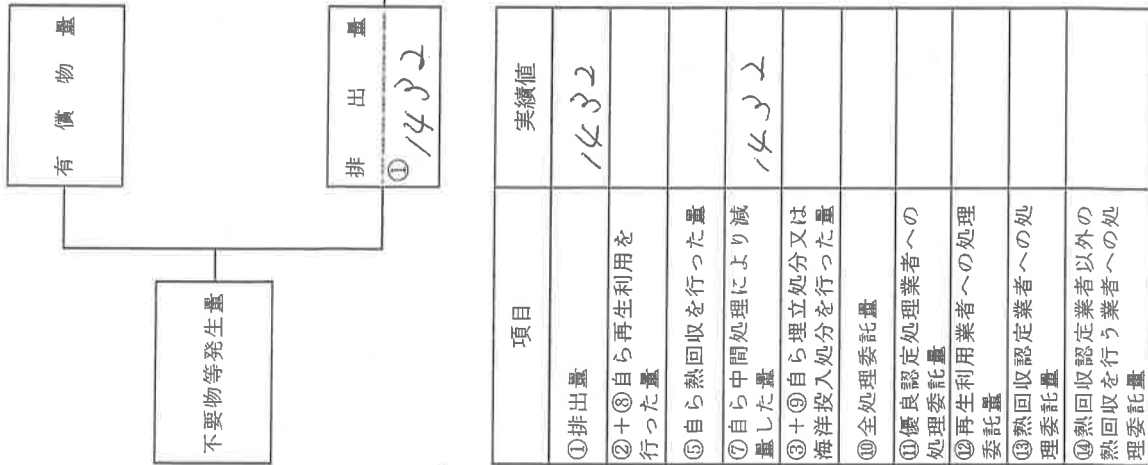 不要物等発生量
有償物量
排出量
① 1432
項目
実績値
①排出量
1432
②+⑧自ら再生利用を
行った量
⑤自ら熱回収を行った量
⑦自ら中間処理により減
量した量
1432
③+⑨自ら埋立処分又は
海洋投入処分を行った量
⑩全処理委託量
⑪優良認定処理業者への
処理委託量
⑫再生利用業者への処理
委託量
⑬熱回収認定業者への処
理委託量
⑭熱回収認定業者以外の
熱回収を行う業者への処
理委託量